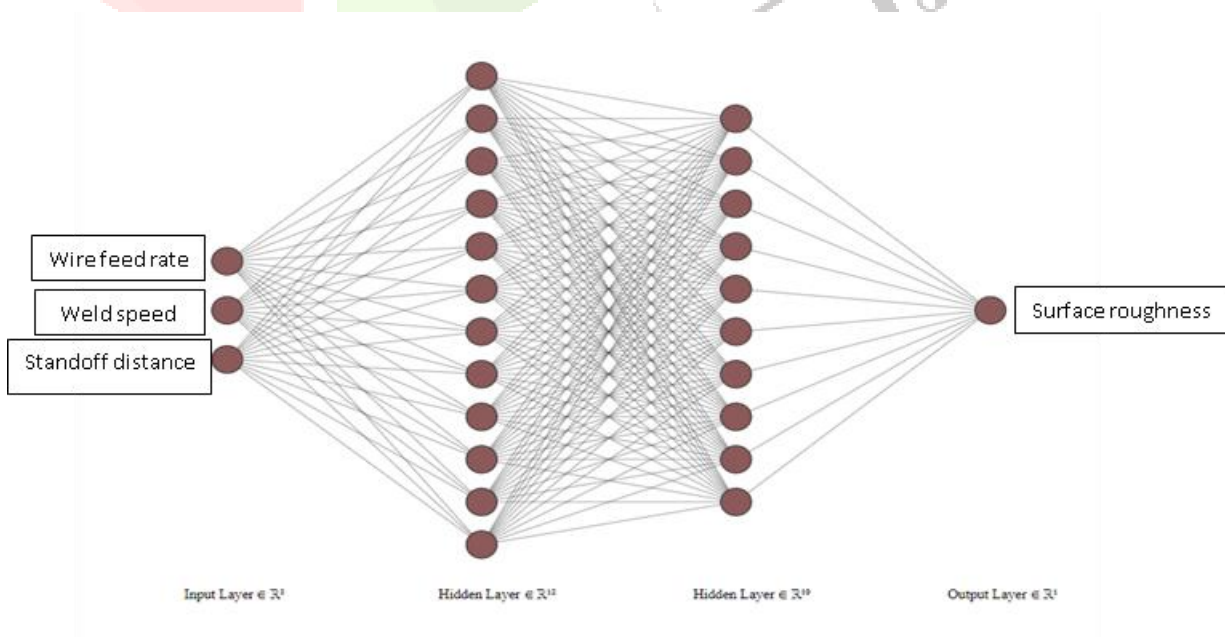 Wire feed rate
Weld speed
Standoff distance
Surface roughness
Input Layer ∈ ℝ³
Hidden Layer ∈ ℝ¹²
Hidden Layer ∈ ℝ¹⁰
Output Layer ∈ ℝ¹